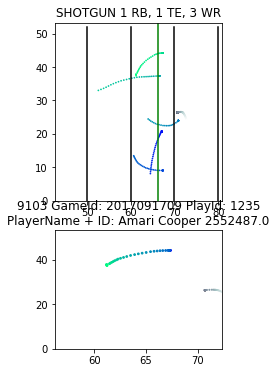 SHOTGUN 1 RB, 1 TE, 3 WR
50
40
30
20
10
0
50 60 70 80
9103 GameId: 2017091709 PlayId: 1235
PlayerName + ID: Amari Cooper 2552487.0
40
20
0
60 65 70